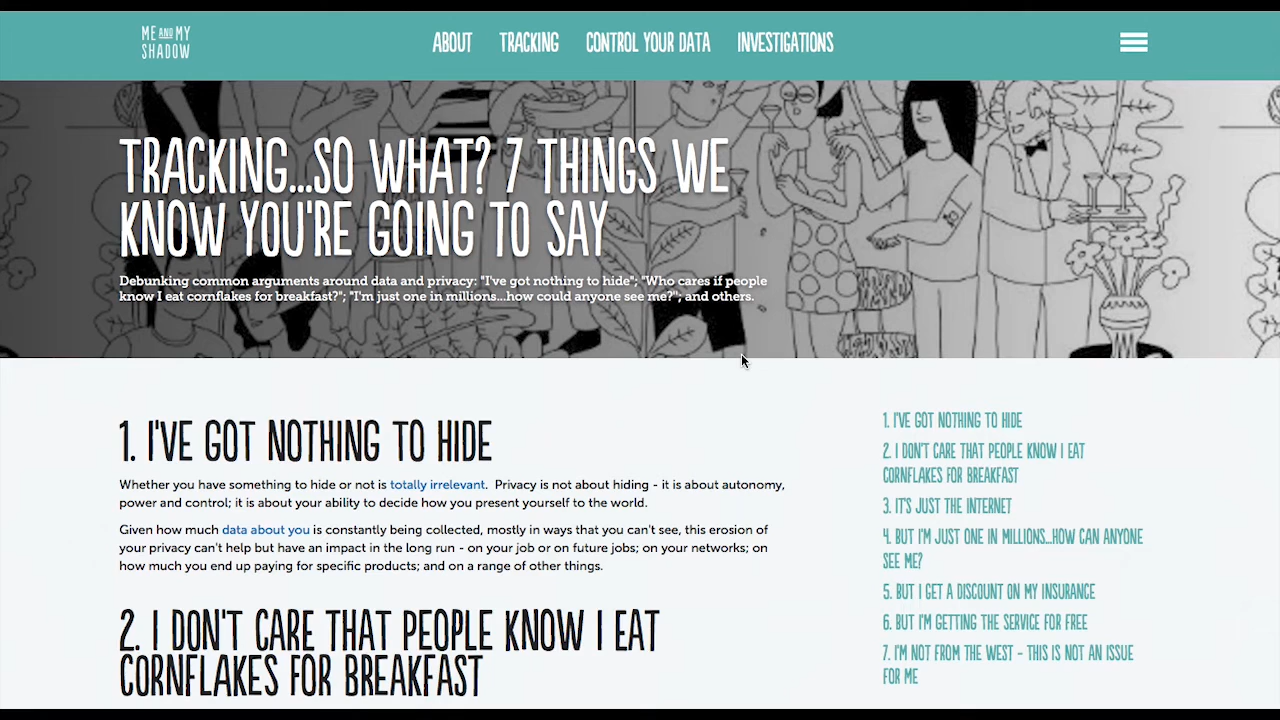 ME AND MY
SHADOW
ABOUT
TRACKING
CONTROL YOUR DATA
INVESTIGATIONS
TRACKING...SO WHAT? 7 THINGS WE
KNOW YOU'RE GOING TO SAY
Debunking common arguments around data and privacy: "I've got nothing to hide"; "Who cares if people
know I eat cornflakes for breakfast?"; "I'm just one in millions...how could anyone see me?"; and others.
1. I'VE GOT NOTHING TO HIDE
Whether you have something to hide or not is totally irrelevant. Privacy is not about hiding - it is about autonomy,
power and control; it is about your ability to decide how you present yourself to the world.
Given how much data about you is constantly being collected, mostly in ways that you can't see, this erosion of
your privacy can't help but have an impact in the long run - on your job or on future jobs; on your networks; on
how much you end up paying for specific products; and on a range of other things.
2. I DON'T CARE THAT PEOPLE KNOW I EAT
CORNFLAKES FOR BREAKFAST
1. I'VE GOT NOTHING TO HIDE
2. I DON'T CARE THAT PEOPLE KNOW I EAT
CORNFLAKES FOR BREAKFAST
3. IT'S JUST THE INTERNET
4. BUT I'M JUST ONE IN MILLIONS...HOW CAN ANYONE
SEE ME?
5. BUT I GET A DISCOUNT ON MY INSURANCE
6. BUT I'M GETTING THE SERVICE FOR FREE
7. I'M NOT FROM THE WEST - THIS IS NOT AN ISSUE
FOR ME